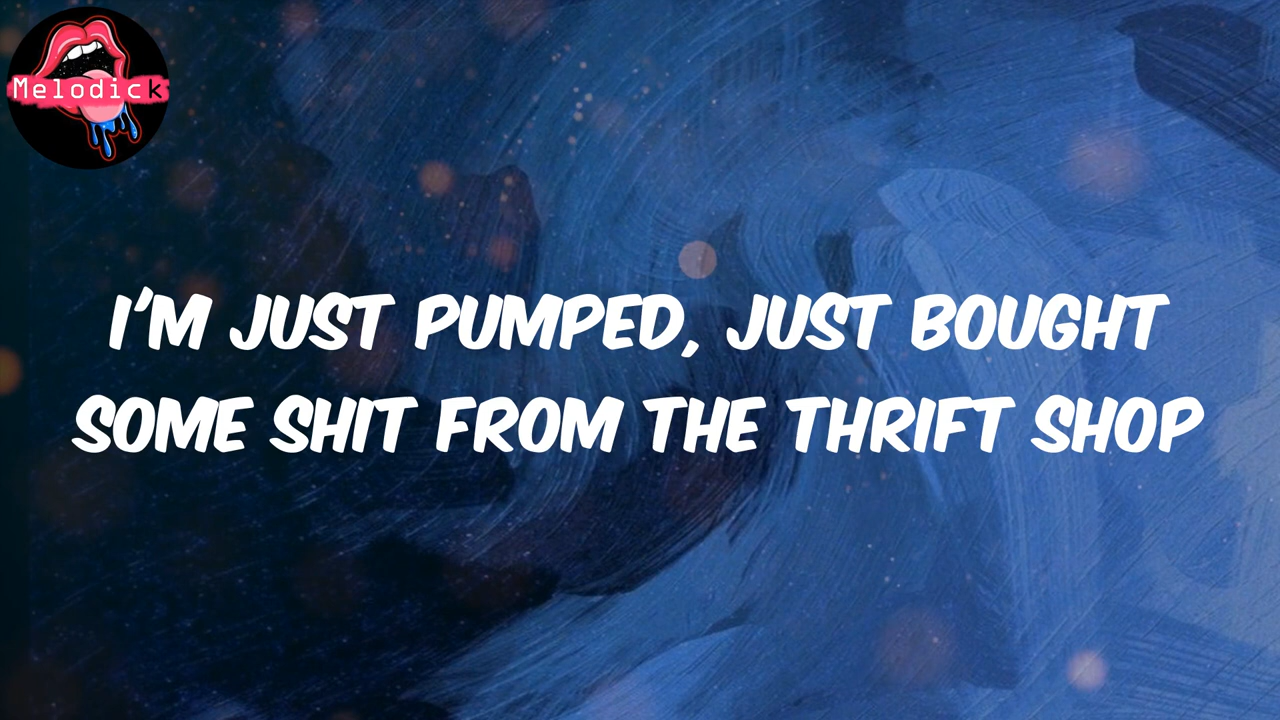 Melodick
I'M JUST PUMPED, JUST BOUGHT
SOME SHIT FROM THE THRIFT SHOP